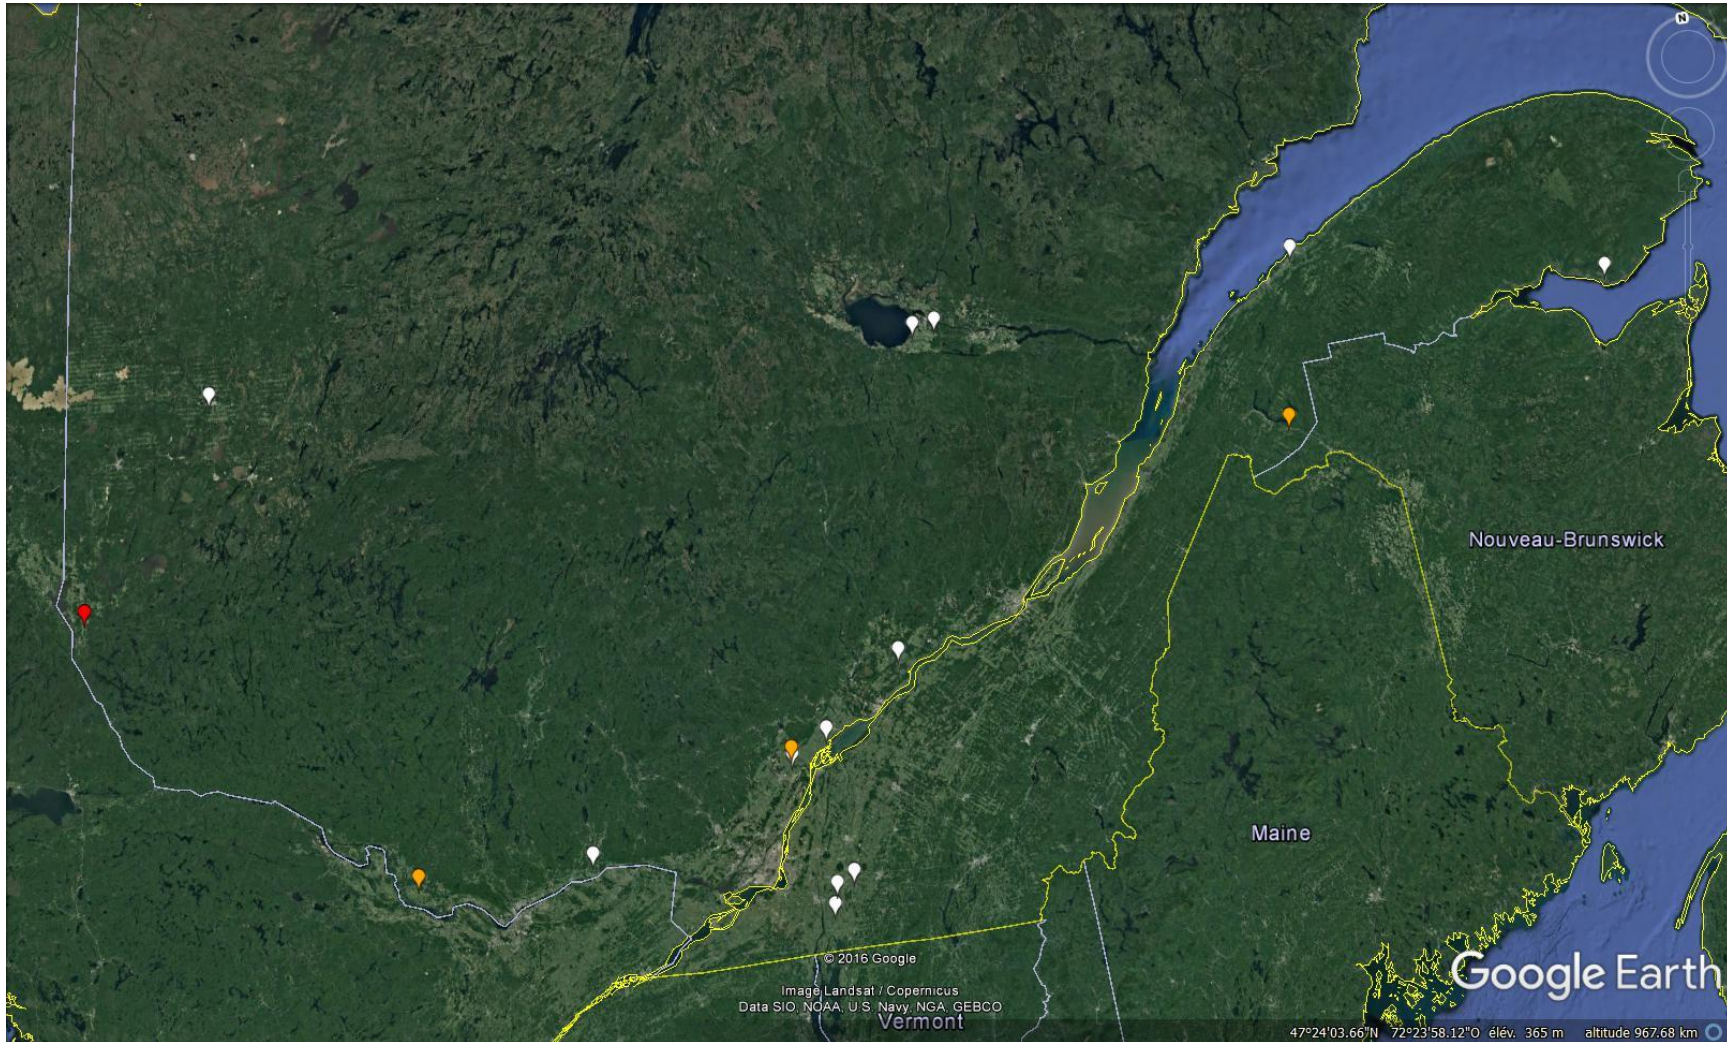 N
Nouveau-Brunswick
Maine
© 2016 Google
Google Earth
Image Landsat / Copernicus
Data SIO, NOAA, U.S. Navy, NGA, GEBCO
Vermont
47°24'03.66"N 72°23'58.12"O élév. 365 m altitude 967.68 km